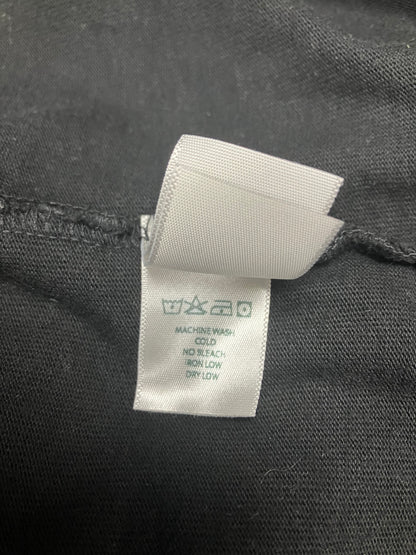 MACHINE WASH
COLD
NO BLEACH
IRON LOW
DRY LOW